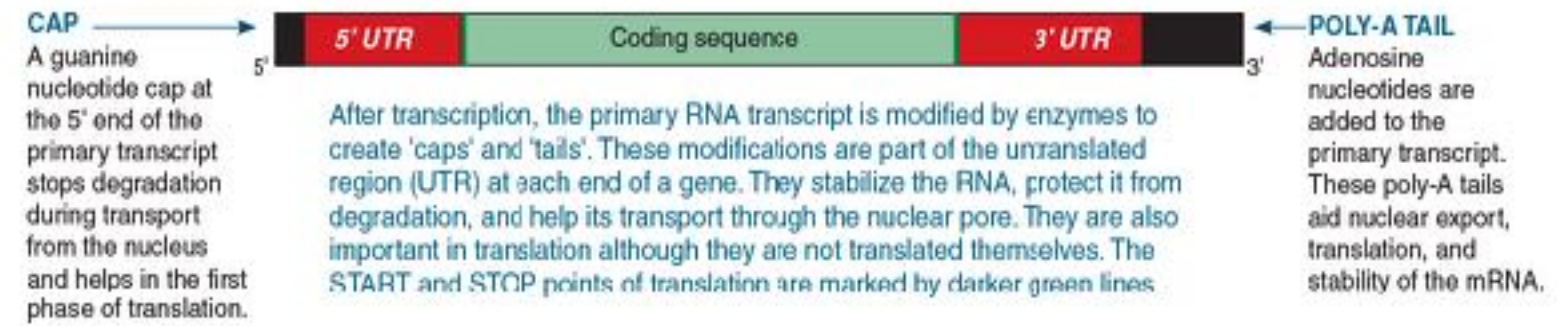 CAP
A guanine
nucleotide cap at
the 5' end of the
primary transcript
stops degradation
during transport
from the nucleus
and helps in the first
phase of translation.
5'
5' UTR
Coding sequence
3' UTR
3'
After transcription, the primary RNA transcript is modified by enzymes to
create 'caps' and 'tails'. These modifications are part of the untranslated
region (UTR) at each end of a gene. They stabilize the RNA, protect it from
degradation, and help its transport through the nuclear pore. They are also
important in translation although they are not translated themselves. The
START and STOP points of translation are marked by darker green lines
POLY-A TAIL
Adenosine
nucleotides are
added to the
primary transcript.
These poly-A tails
aid nuclear export,
translation, and
stability of the mRNA.